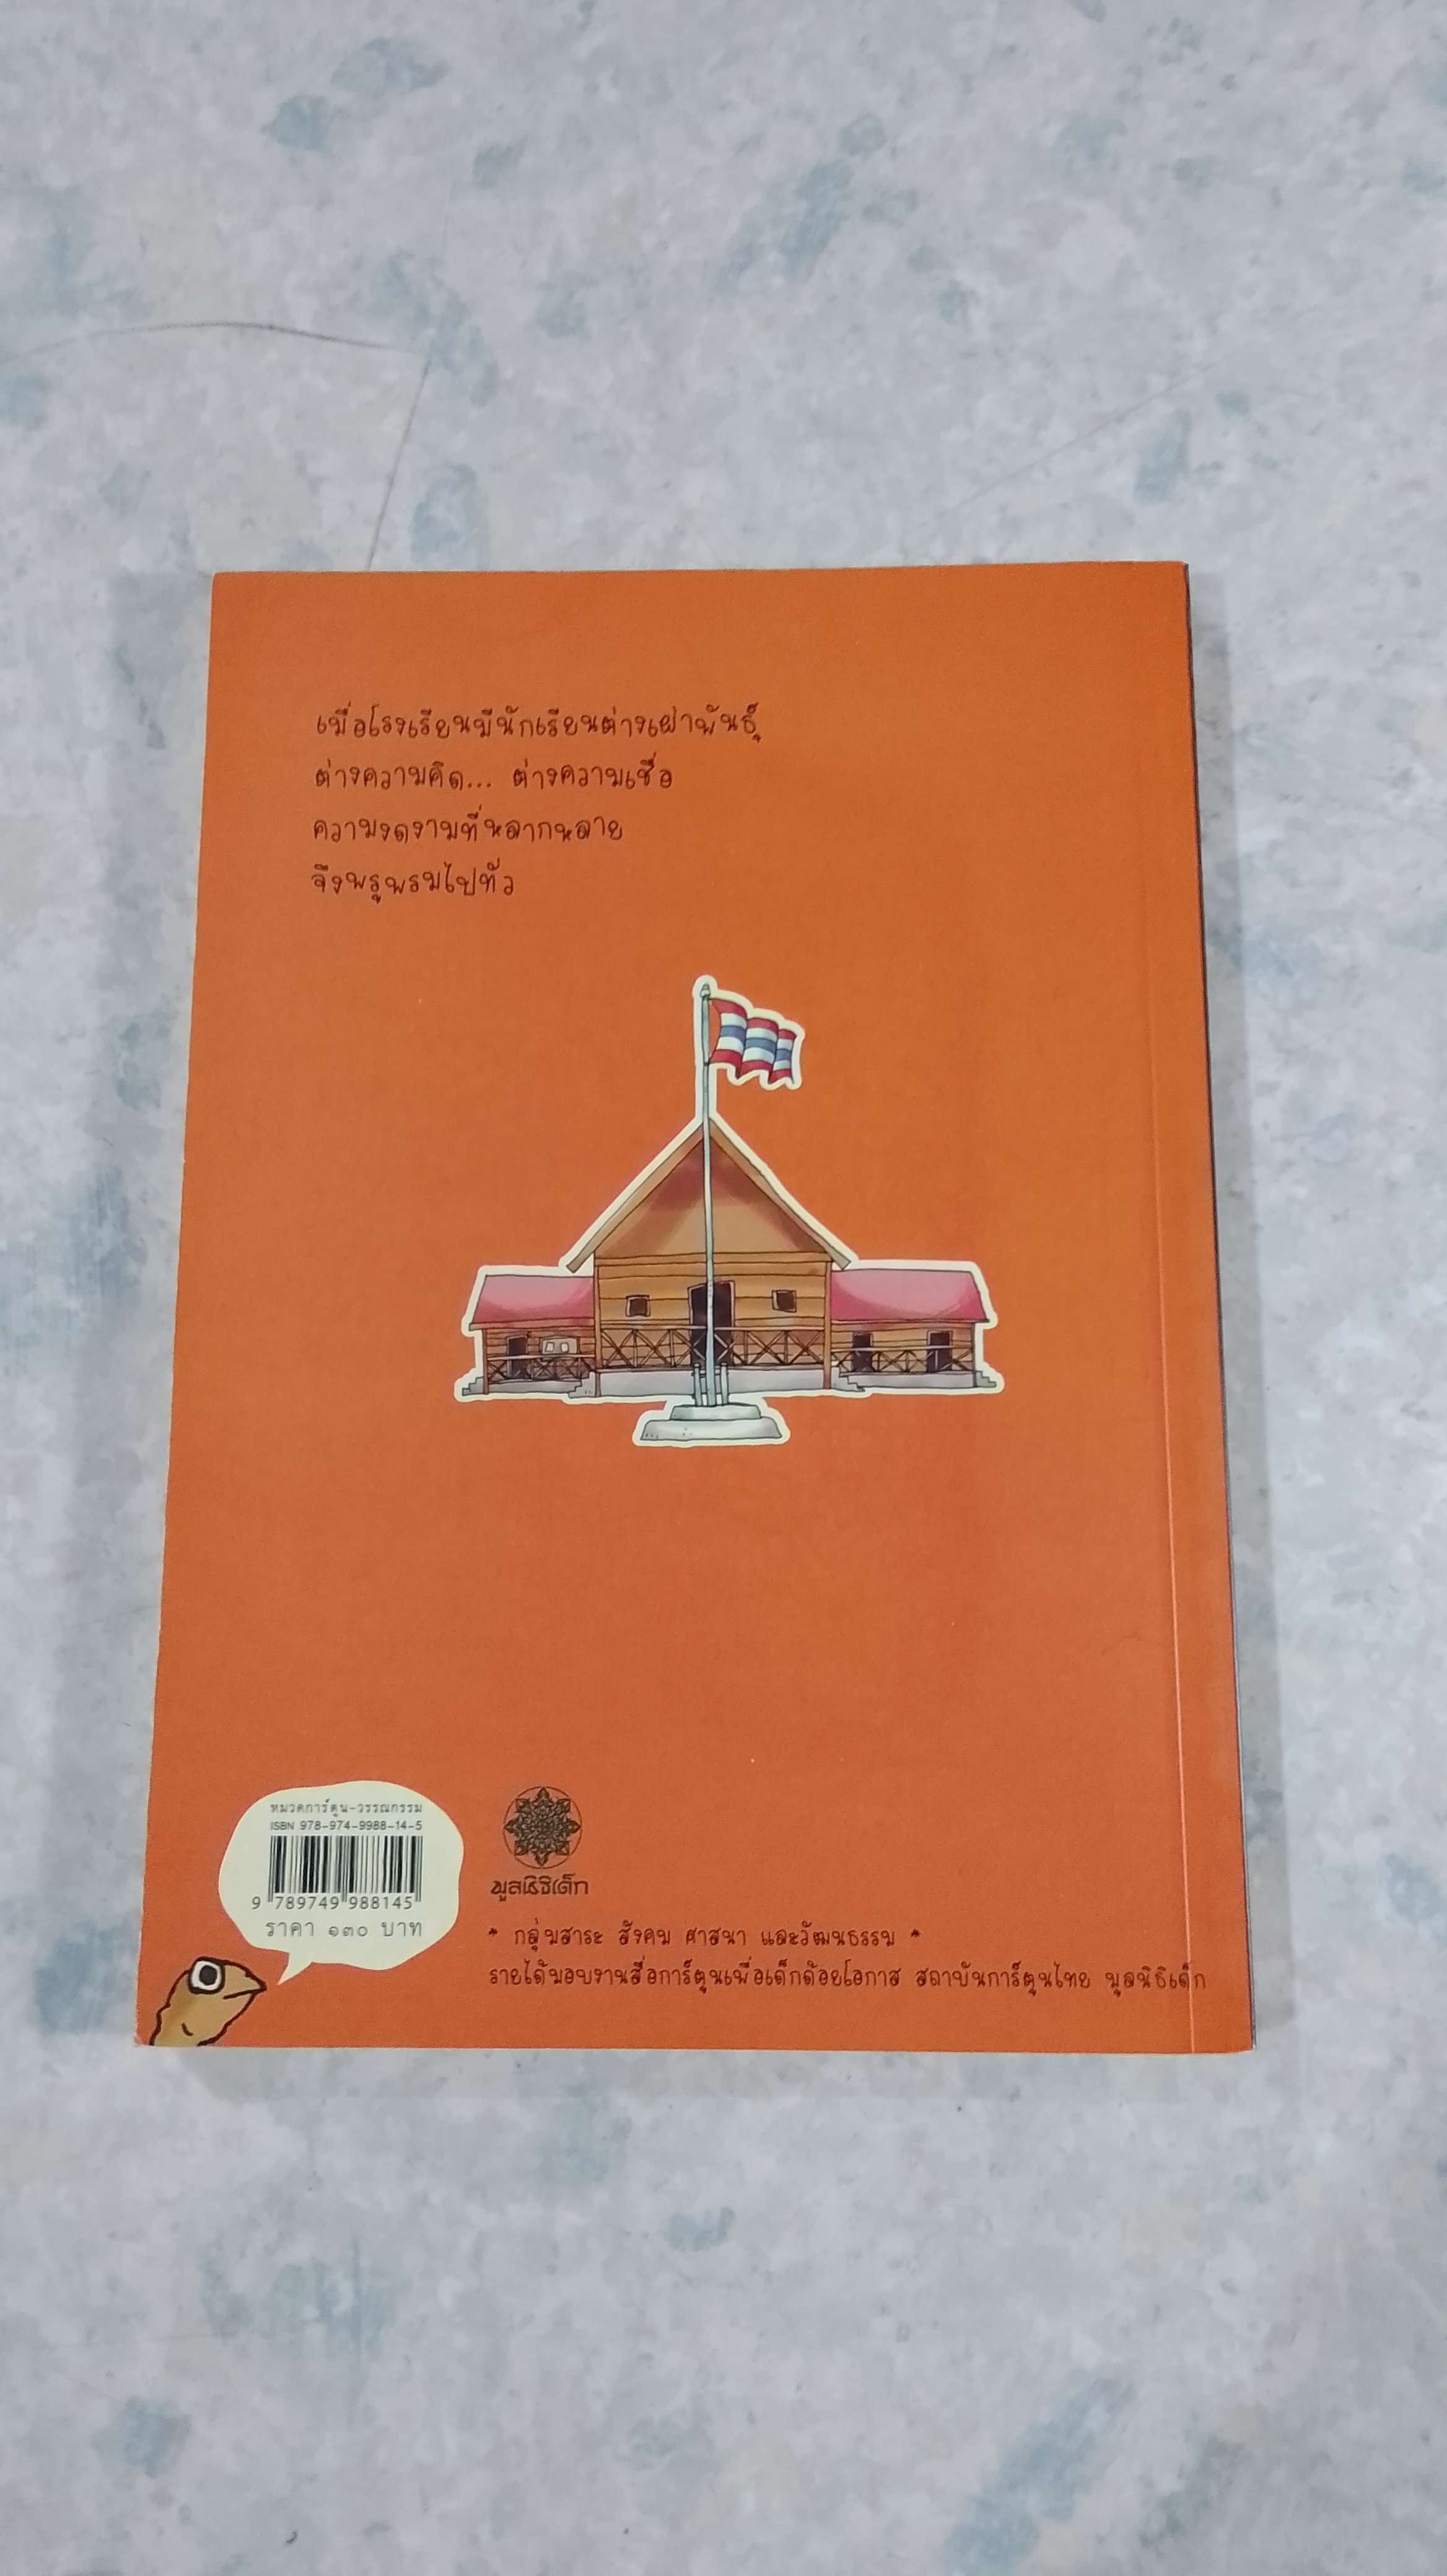 เมื่อโรงเรียนมีนักเรียนต่างเผ่าพันธุ์
ต่างความคิด... ต่างความเชื่อ
ความงดงามที่หลากหลาย
จึงพรูพรมไปทั่ว
หมวดการ์ตูน-วรรณกรรม
ISBN 978-974-9988-14-5
9 789749 988145
ราคา ๑๓๐ บาท
มูลนิธิเด็ก
* กลุ่มสาระ สังคม ศาสนา และวัฒนธรรม *
รายได้มอบงานสื่อการ์ตูนเพื่อเด็กด้อยโอกาส สถาบันการ์ตูนไทย มูลนิธิเด็ก